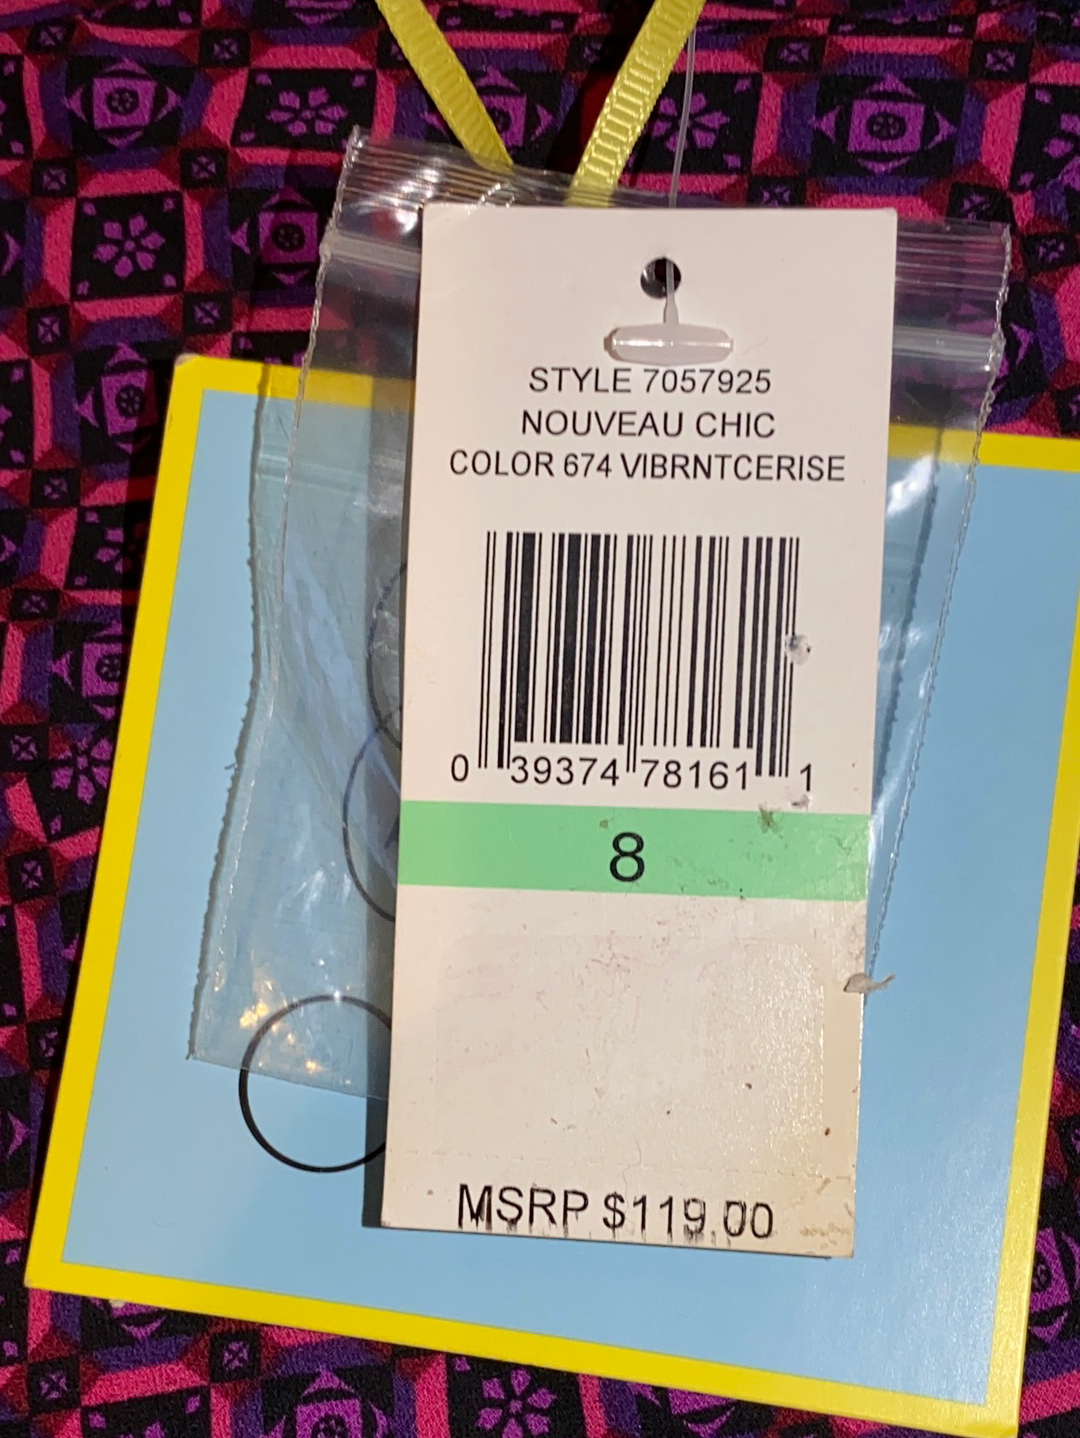 STYLE 7057925
NOUVEAU CHIC
COLOR 674 VIBRNTCERISE
0 39374 78161 1
8
MSRP $119.00